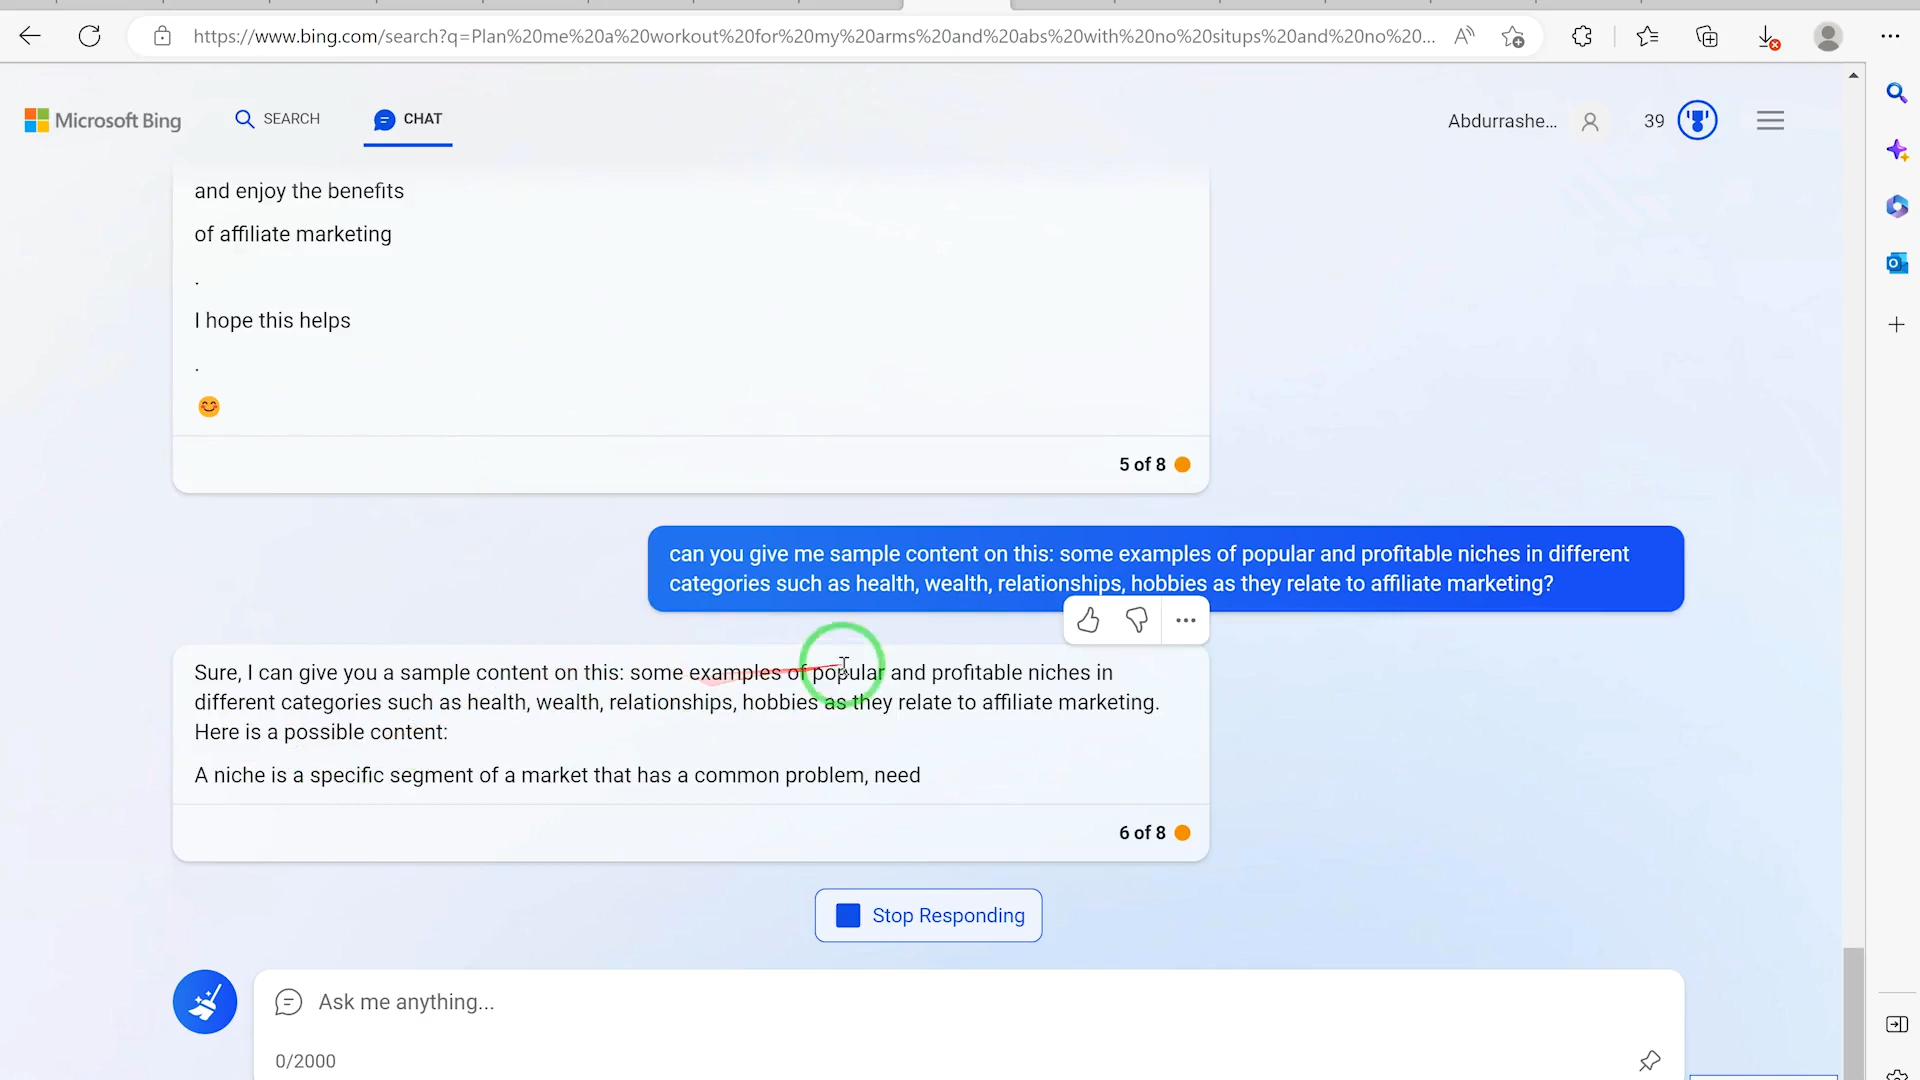 https://www.bing.com/search?q=Plan%20me%20a%20workout%20for%20my%20arms%20and%20abs%20with%20no%20situps%20and%20no%20...
Microsoft Bing
SEARCH
CHAT
Abdurrashe...
39
and enjoy the benefits
of affiliate marketing
.
I hope this helps
.
5 of 8
can you give me sample content on this: some examples of popular and profitable niches in different
categories such as health, wealth, relationships, hobbies as they relate to affiliate marketing?
Sure, I can give you a sample content on this: some examples of popular and profitable niches in
different categories such as health, wealth, relationships, hobbies as they relate to affiliate marketing.
Here is a possible content:
A niche is a specific segment of a market that has a common problem, need
6 of 8
Stop Responding
Ask me anything...
0/2000